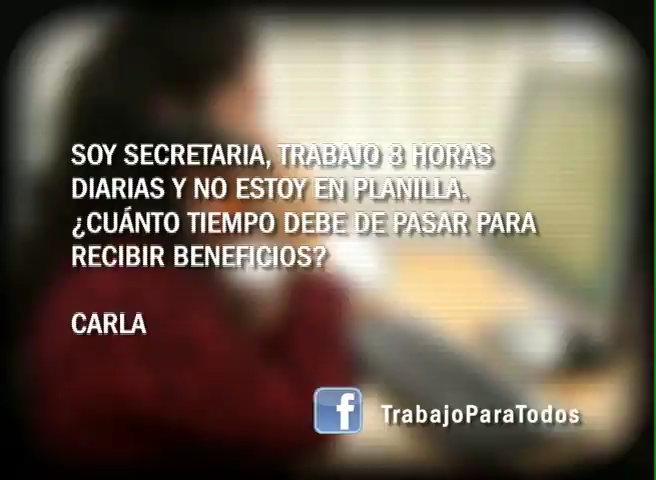 SOY SECRETARIA, TRABAJO 8 HORAS
DIARIAS Y NO ESTOY EN PLANILLA.
¿CUÁNTO TIEMPO DEBE DE PASAR PARA
RECIBIR BENEFICIOS?
CARLA
f TrabajoParaTodos